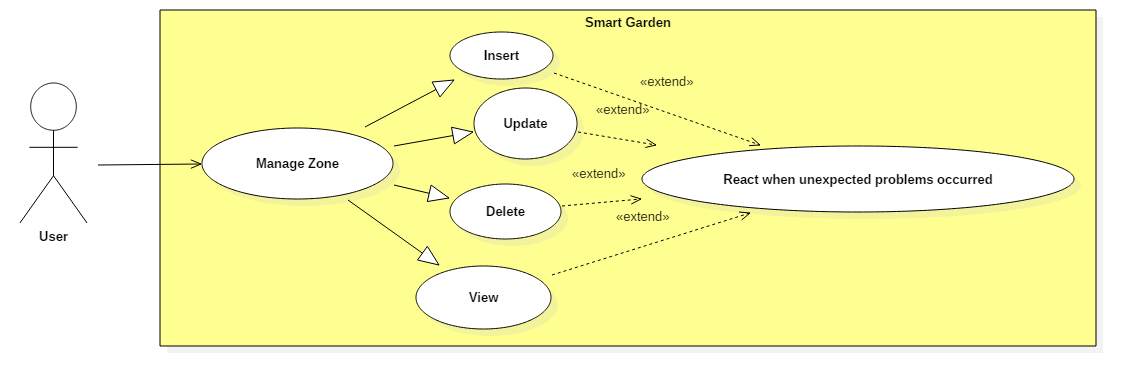 Smart Garden
Insert
«extend»
«extend»
Update
Manage Zone
«extend»
React when unexpected problems occurred
Delete
«extend»
User
View